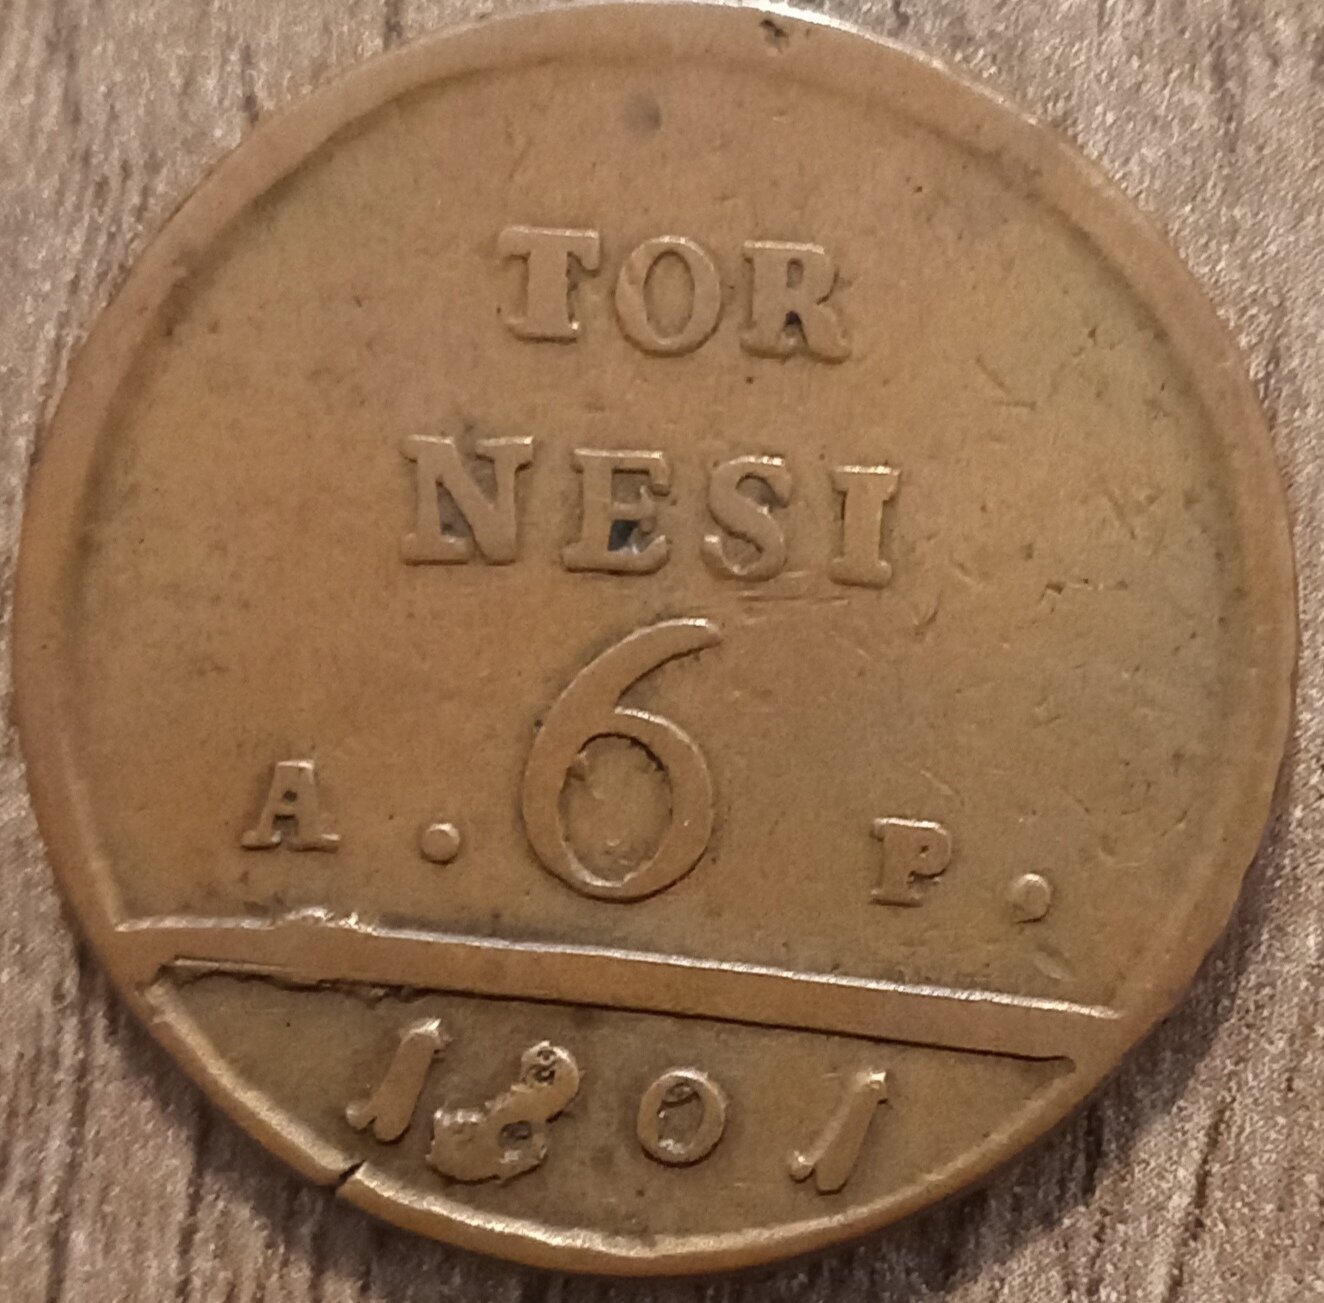 TOR
NESI
A . 6 P .
1801